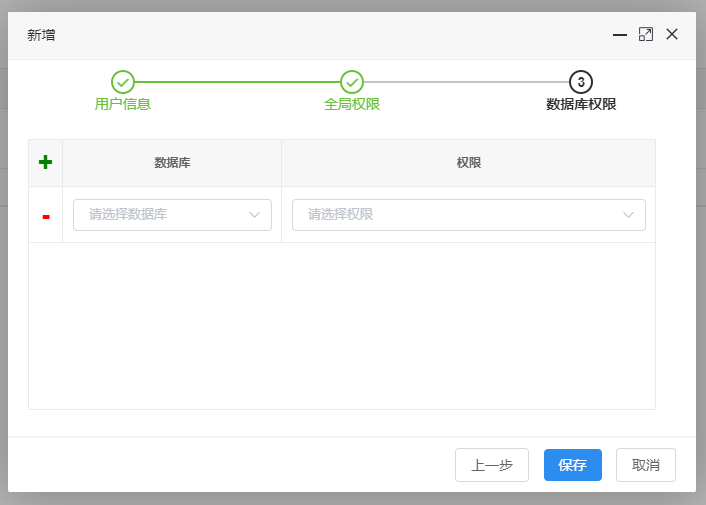 新增
3
用户信息
全局权限
数据库权限
数据库
权限
请选择数据库
请选择权限
上一步
保存
取消